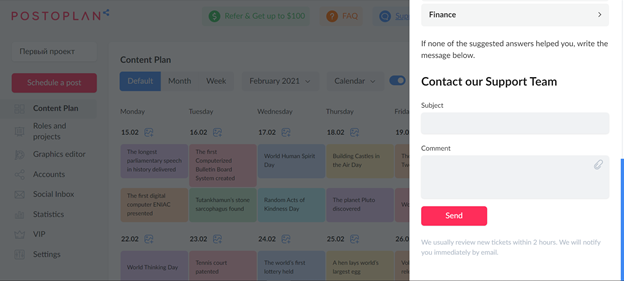 POSTOPLAN
Refer & Get up to $100
FAQ
Supp
Первый проект
Schedule a post
Content Plan
Roles and
projects
Graphics editor
Accounts
Social Inbox
Statistics
VIP
Settings
Content Plan
Default
Month
Week
February 2021
Calendar
Monday
Tuesday
Wednesday
Thursday
Frida
15.02
16.02
17.02
18.02
19.0
The longest
parliamentary speech
in history delivered
The first
Computerized
Bulletin Board
System created
World Human Spirit
Day
Building Castles in
the Air Day
The first digital
computer ENIAC
presented
Tutankhamun's stone
sarcophagus found
Random Acts of
Kindness Day
The planet Pluto
discovered
22.02
23.02
24.02
25.02
26.0
World Thinking Day
Tennis court
patented
The world's first
lottery held
A hen lays world's
largest egg
Finance
If none of the suggested answers helped you, write the
message below.
Contact our Support Team
Subject
Comment
Send
We usually review new tickets within 2 hours. We will notify
you immediately by email.